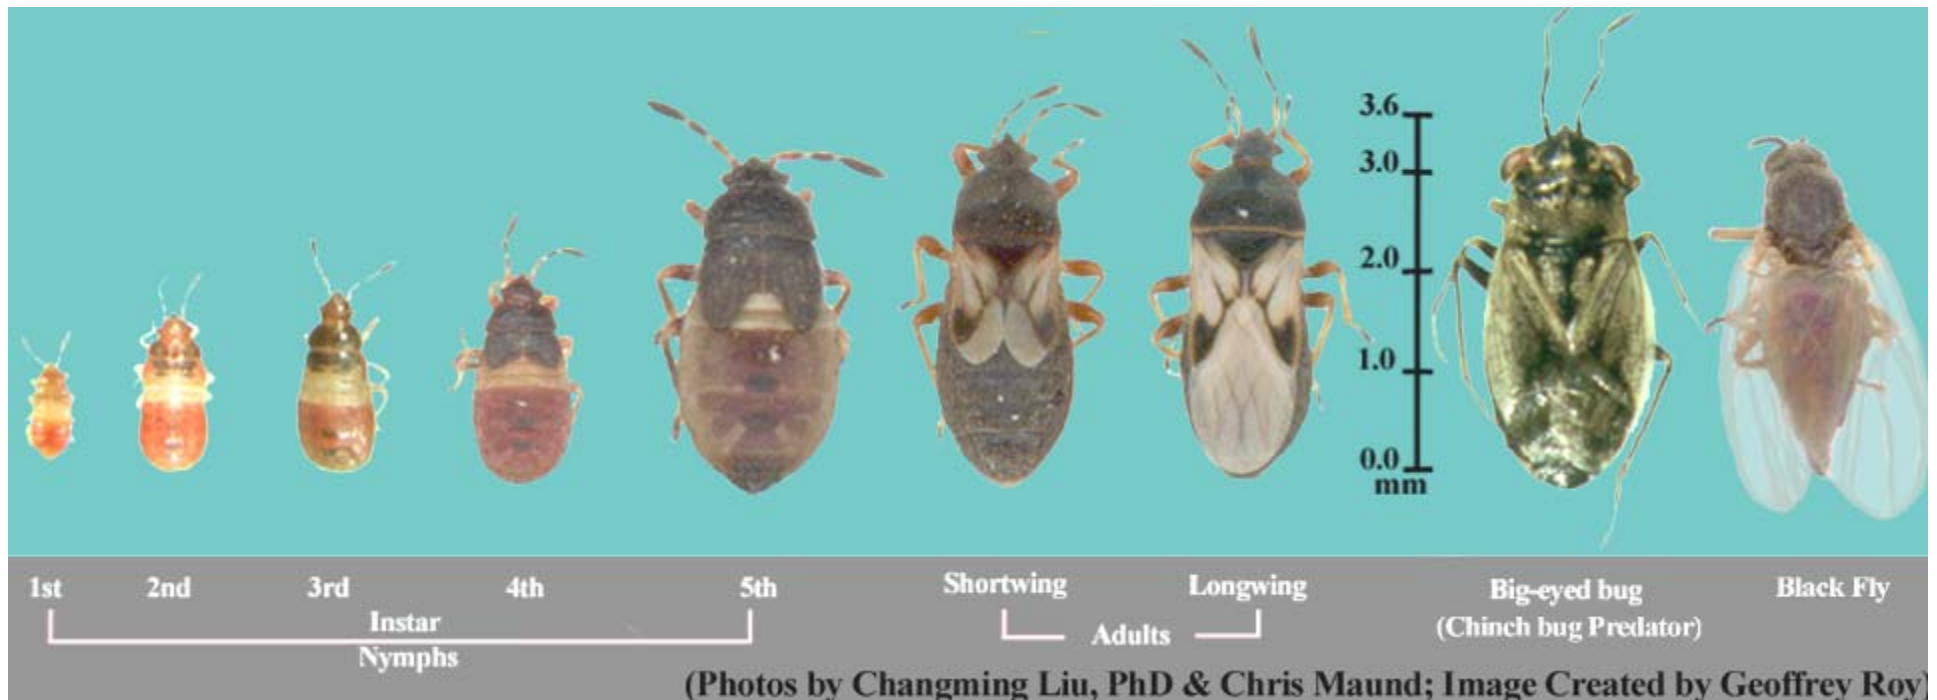 3.6
3.0
2.0
1.0
0.0
mm
1st 2nd 3rd 4th 5th Shortwing Longwing Big-eyed bug Black Fly
Instar Adults (Chinch bug Predator)
Nymphs
(Photos by Changming Liu, PhD & Chris Maund; Image Created by Geoffrey Roy)